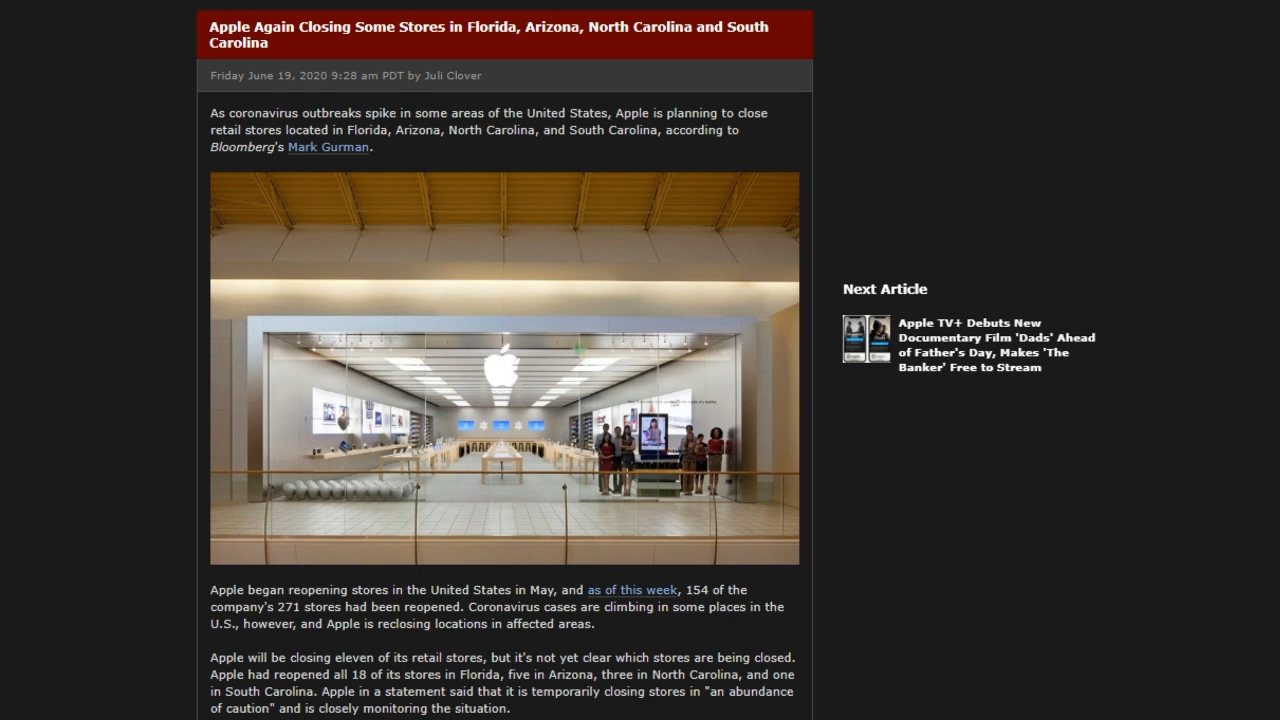 Apple Again Closing Some Stores in Florida, Arizona, North Carolina and South
Carolina
Friday June 19, 2020 9:28 am PDT by Juli Clover
As coronavirus outbreaks spike in some areas of the United States, Apple is planning to close
retail stores located in Florida, Arizona, North Carolina, and South Carolina, according to
Bloomberg's Mark Gurman.
Apple began reopening stores in the United States in May, and as of this week, 154 of the
company's 271 stores had been reopened. Coronavirus cases are climbing in some places in the
U.S., however, and Apple is reclosing locations in affected areas.
Apple will be closing eleven of its retail stores, but it's not yet clear which stores are being closed.
Apple had reopened all 18 of its stores in Florida, five in Arizona, three in North Carolina, and one
in South Carolina. Apple in a statement said that it is temporarily closing stores in "an abundance
of caution" and is closely monitoring the situation.
Next Article
Apple TV+ Debuts New
Documentary Film 'Dads' Ahead
of Father's Day, Makes 'The
Banker' Free to Stream